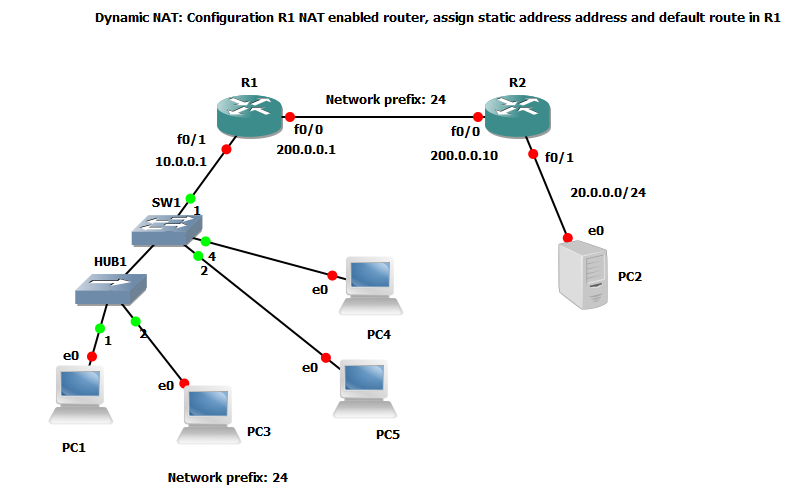 Dynamic NAT: Configuration R1 NAT enabled router, assign static address address and default route in R1
R1
R2
Network prefix: 24
f0/0
f0/0
f0/1
200.0.0.1
200.0.0.10
f0/1
10.0.0.1
20.0.0.0/24
SW1
1
e0
4
2
HUB1
PC2
e0
PC4
1
2
e0
e0
e0
PC3
PC5
PC1
Network prefix: 24